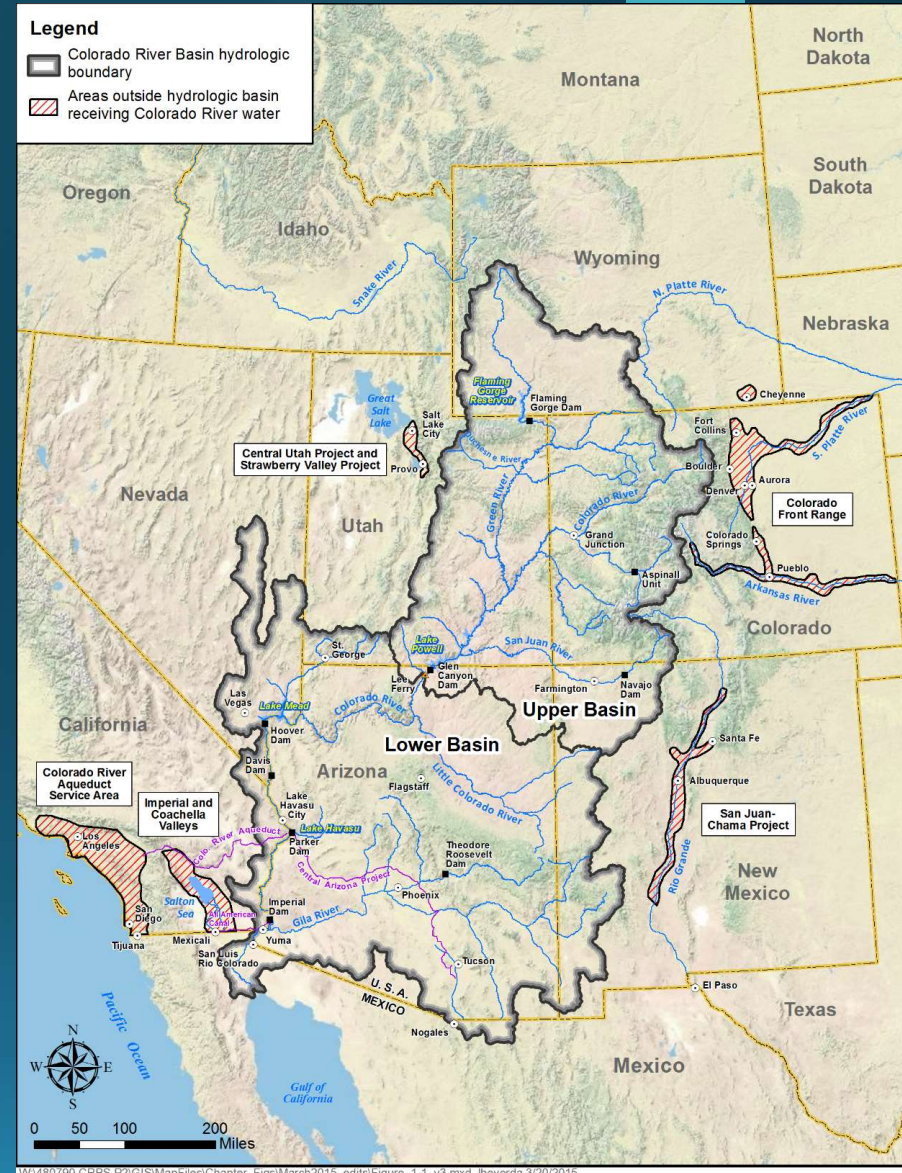 Legend
Colorado River Basin hydrologic
boundary
Areas outside hydrologic basin
receiving Colorado River water
North
Dakota
Montana
South
Dakota
Oregon
Idaho
Wyoming
Snake River
N. Platte River
Nebraska
Flaming
Gorge
Reservoir
Flaming
Gorge Dam
Cheyenne
Great
Salt
Lake
Salt
Lake
City
Fort
Collins
S. Platte River
Central Utah Project and
Strawberry Valley Project
Provo
Duchesne River
Boulder
Denver
Aurora
Colorado
Front Range
Nevada
Utah
Green River
Colorado River
Grand
Junction
Colorado
Springs
Aspinall
Unit
Pueblo
Arkansas River
Colorado
St.
George
Lake
Powell
San Juan River
Lee
Ferry
Glen
Canyon
Dam
Farmington
Navajo
Dam
Las
Vegas
Lake Mead
Colorado River
Upper Basin
California
Hoover
Dam
Lower Basin
Santa Fe
Davis
Dam
Arizona
Albuquerque
Colorado River
Aqueduct
Service Area
Imperial and
Coachella
Valleys
Lake
Havasu
City
Flagstaff
Little Colorado River
San Juan-
Chama Project
Los
Angeles
Colo. River Aqueduct
Lake Havasu
Parker
Dam
Theodore
Roosevelt
Dam
Central Arizona Project
Rio Grande
New
Mexico
Salton
Sea
Phoenix
San
Diego
All American
Canal
Imperial
Dam
Gila River
Tijuana
Mexicali
Yuma
San Luis
Rio Colorado
Tucson
U. S. A.
MEXICO
El Paso
Texas
Nogales
Pacific Ocean
Mexico
Gulf of
California
N
W
E
S
0 50 100 200
Miles